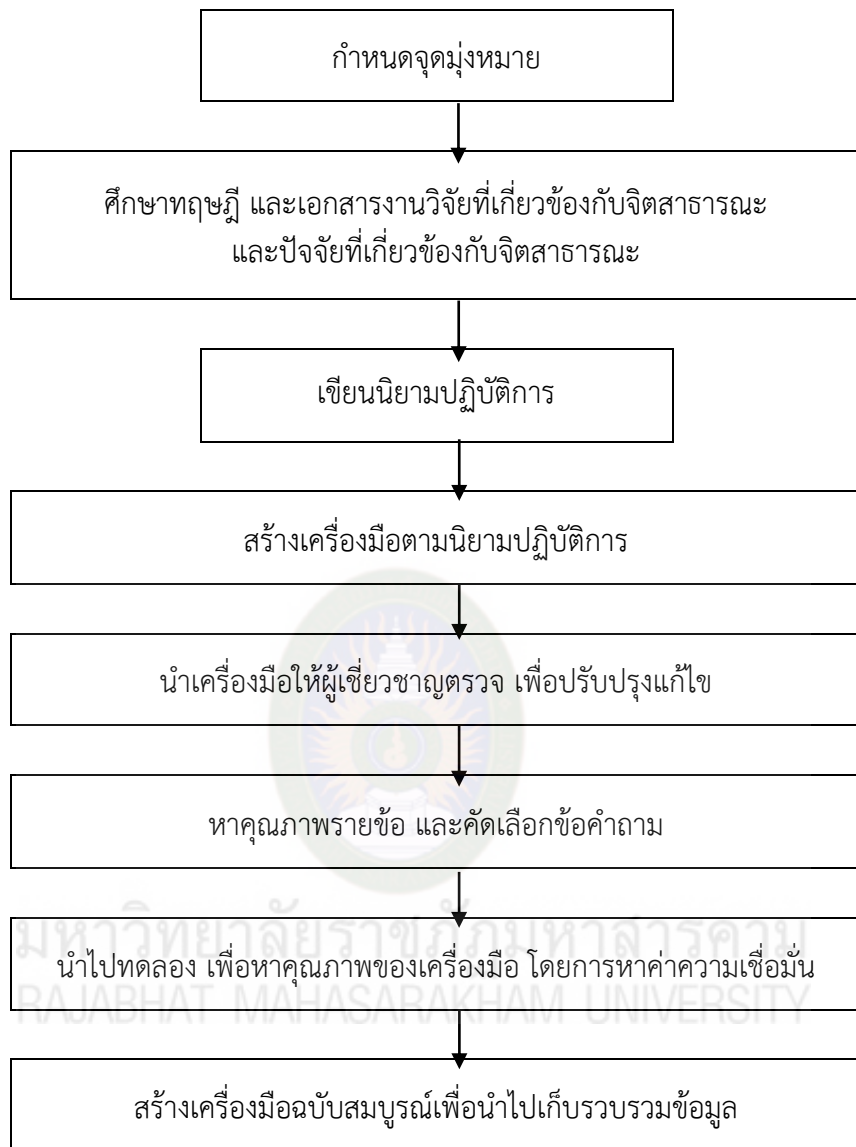 กำหนดจุดมุ่งหมาย
ศึกษาทฤษฎี และเอกสารงานวิจัยที่เกี่ยวข้องกับจิตสาธารณะ
และปัจจัยที่เกี่ยวข้องกับจิตสาธารณะ
เขียนนิยามปฏิบัติการ
สร้างเครื่องมือตามนิยามปฏิบัติการ
นำเครื่องมือให้ผู้เชี่ยวชาญตรวจ เพื่อปรับปรุงแก้ไข
หาคุณภาพรายข้อ และคัดเลือกข้อคำถาม
มหาวิทยาลัยราชภัฏมหาสารคาม
นำไปทดลอง เพื่อหาคุณภาพของเครื่องมือ โดยการหาค่าความเชื่อมั่น
RAJABHAT MAHASARAKHAM UNIVERSITY
สร้างเครื่องมือฉบับสมบูรณ์เพื่อนำไปเก็บรวบรวมข้อมูล